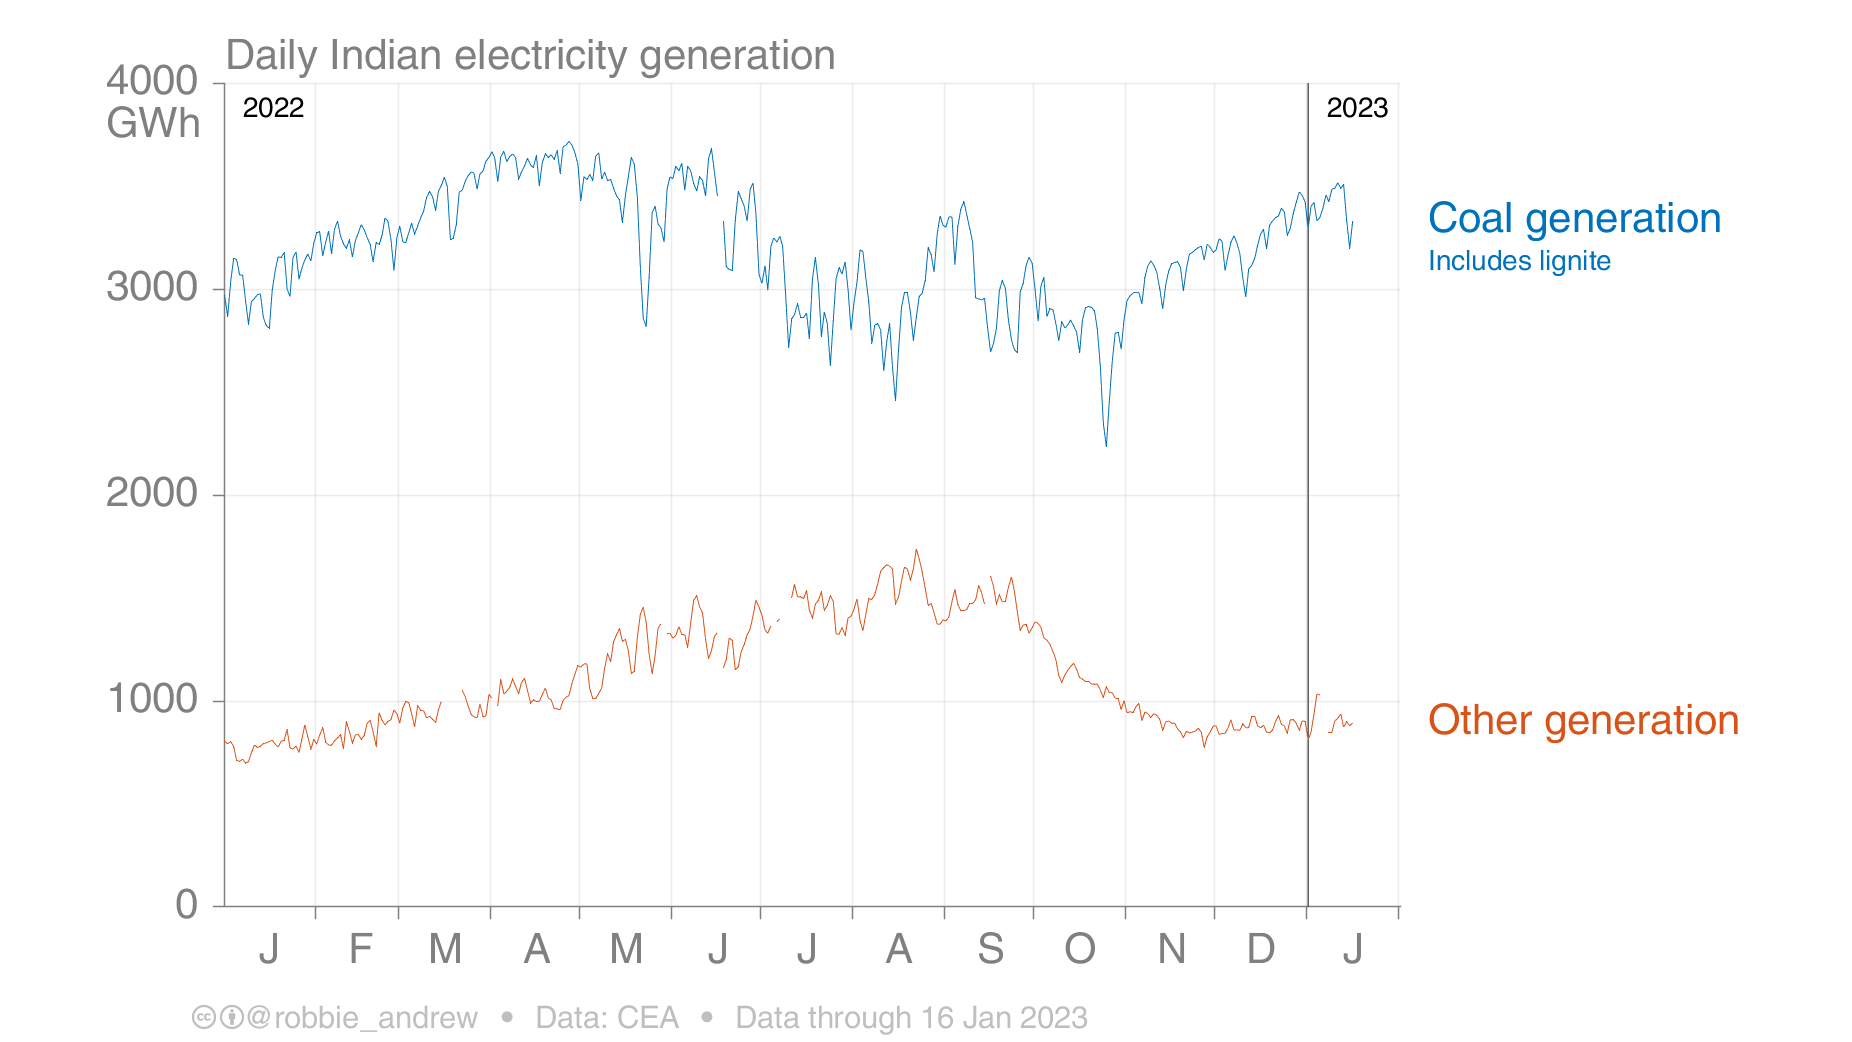 Daily Indian electricity generation
4000
GWh
2022
2023
3000
2000
1000
0
Coal generation
Includes lignite
Other generation
J F M A M J J A S O N D J
@robbie_andrew • Data: CEA • Data through 16 Jan 2023